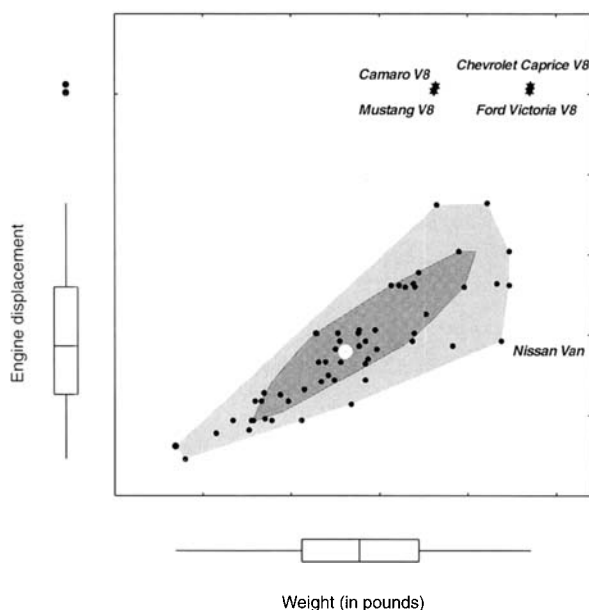 Chevrolet Caprice V8
Camaro V8
Mustang V8 Ford Victoria V8
Engine displacement
Nissan Van
Weight (in pounds)